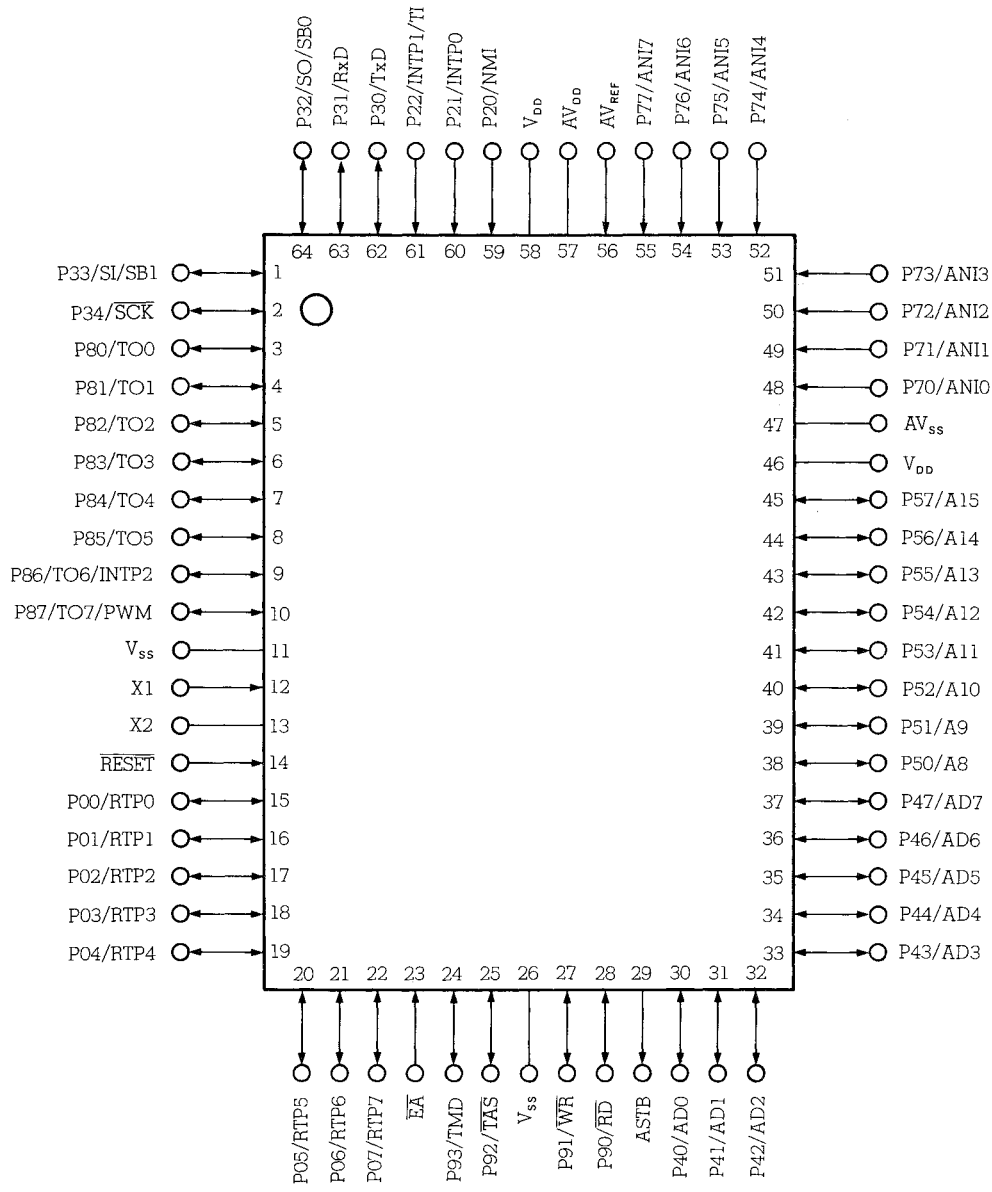 P32/SO/SB0
P31/RxD
P30/TxD
P22/INTP1/TI
P21/INTP0
P20/NMI
VDD
AVDD
AVREF
P77/ANI7
P76/ANI6
P75/ANI5
P74/ANI4
64 63 62 61 60 59 58 57 56 55 54 53 52
P33/SI/SB1 1 51 P73/ANI3
P34/SCK 2 50 P72/ANI2
P80/TO0 3 49 P71/ANI1
P81/TO1 4 48 P70/ANI0
P82/TO2 5 47 AVSS
P83/TO3 6 46 VDD
P84/TO4 7 45 P57/A15
P85/TO5 8 44 P56/A14
P86/TO6/INTP2 9 43 P55/A13
P87/TO7/PWM 10 42 P54/A12
Vss 11 41 P53/A11
X1 12 40 P52/A10
X2 13 39 P51/A9
RESET 14 38 P50/A8
P00/RTP0 15 37 P47/AD7
P01/RTP1 16 36 P46/AD6
P02/RTP2 17 35 P45/AD5
P03/RTP3 18 34 P44/AD4
P04/RTP4 19 33 P43/AD3
20 21 22 23 24 25 26 27 28 29 30 31 32
P05/RTP5
P06/RTP6
P07/RTP7
EA
P93/TMD
P92/TAS
Vss
P91/WR
P90/RD
ASTB
P40/AD0
P41/AD1
P42/AD2